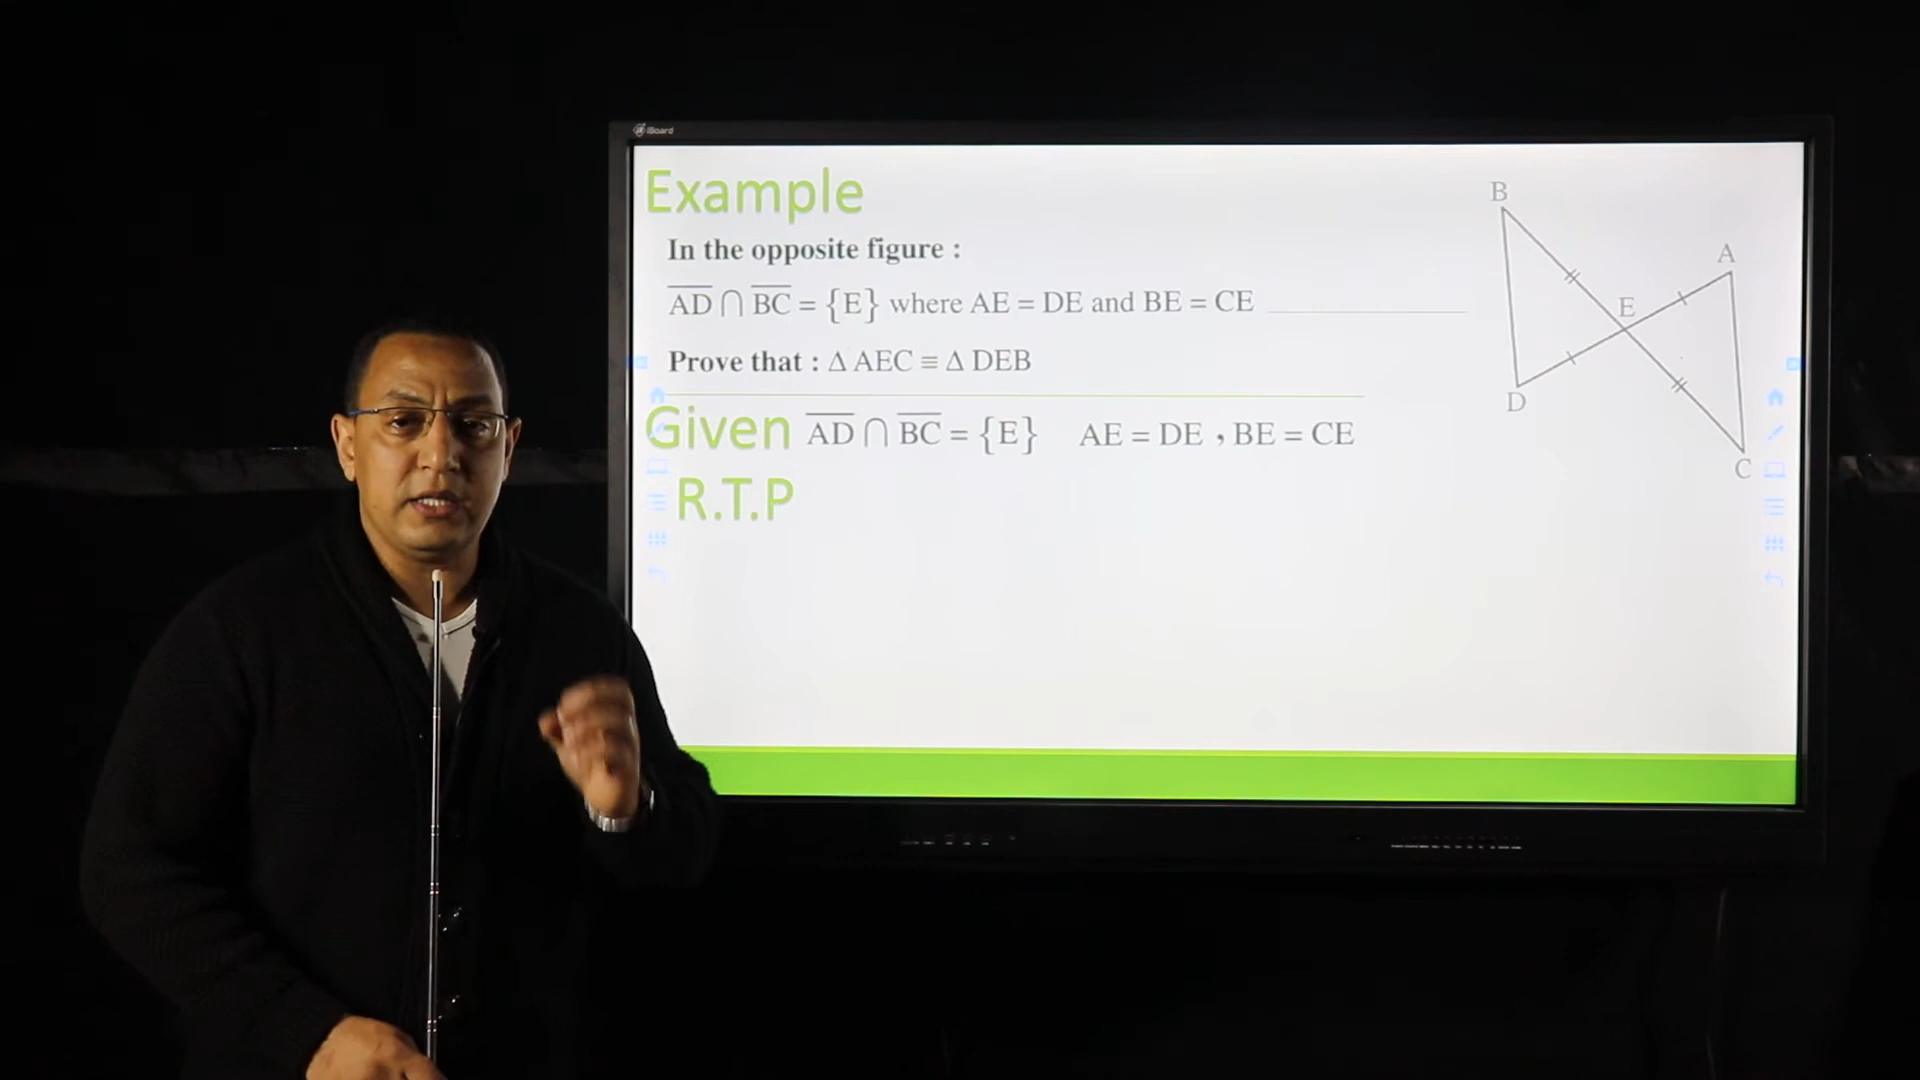 iBoard
Example
In the opposite figure :
AD ∩ BC = {E} where AE = DE and BE = CE
Prove that : Δ AEC ≡ Δ DEB
Given AD ∩ BC = {E} AE = DE , BE = CE
R.T.P
B
A
E
D
C